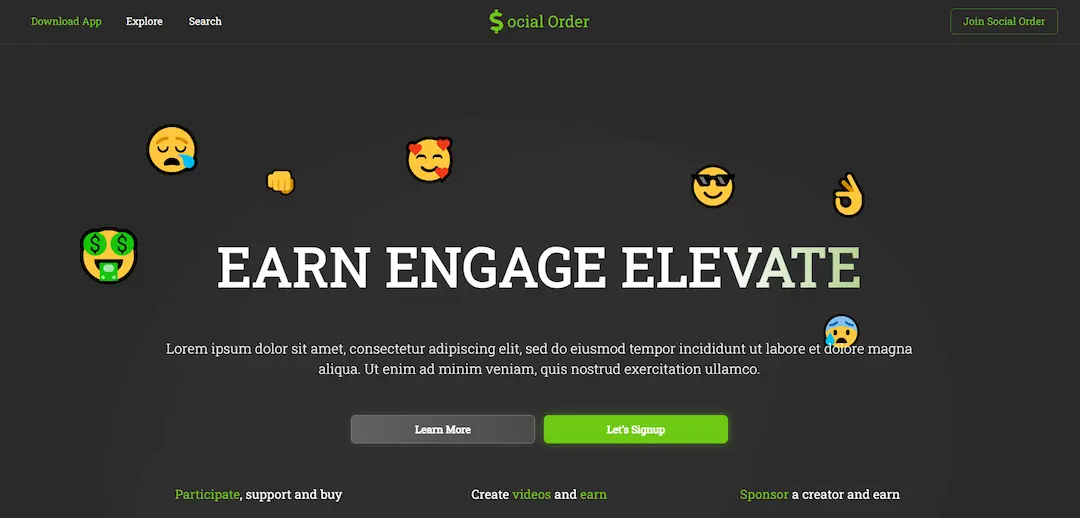 Download App Explore Search $ocial Order Join Social Order
EARN ENGAGE ELEVATE
Lorem ipsum dolor sit amet, consectetur adipiscing elit, sed do eiusmod tempor incididunt ut labore et dolore magna
aliqua. Ut enim ad minim veniam, quis nostrud exercitation ullamco.
Learn More Let's Signup
Participate, support and buy Create videos and earn Sponsor a creator and earn